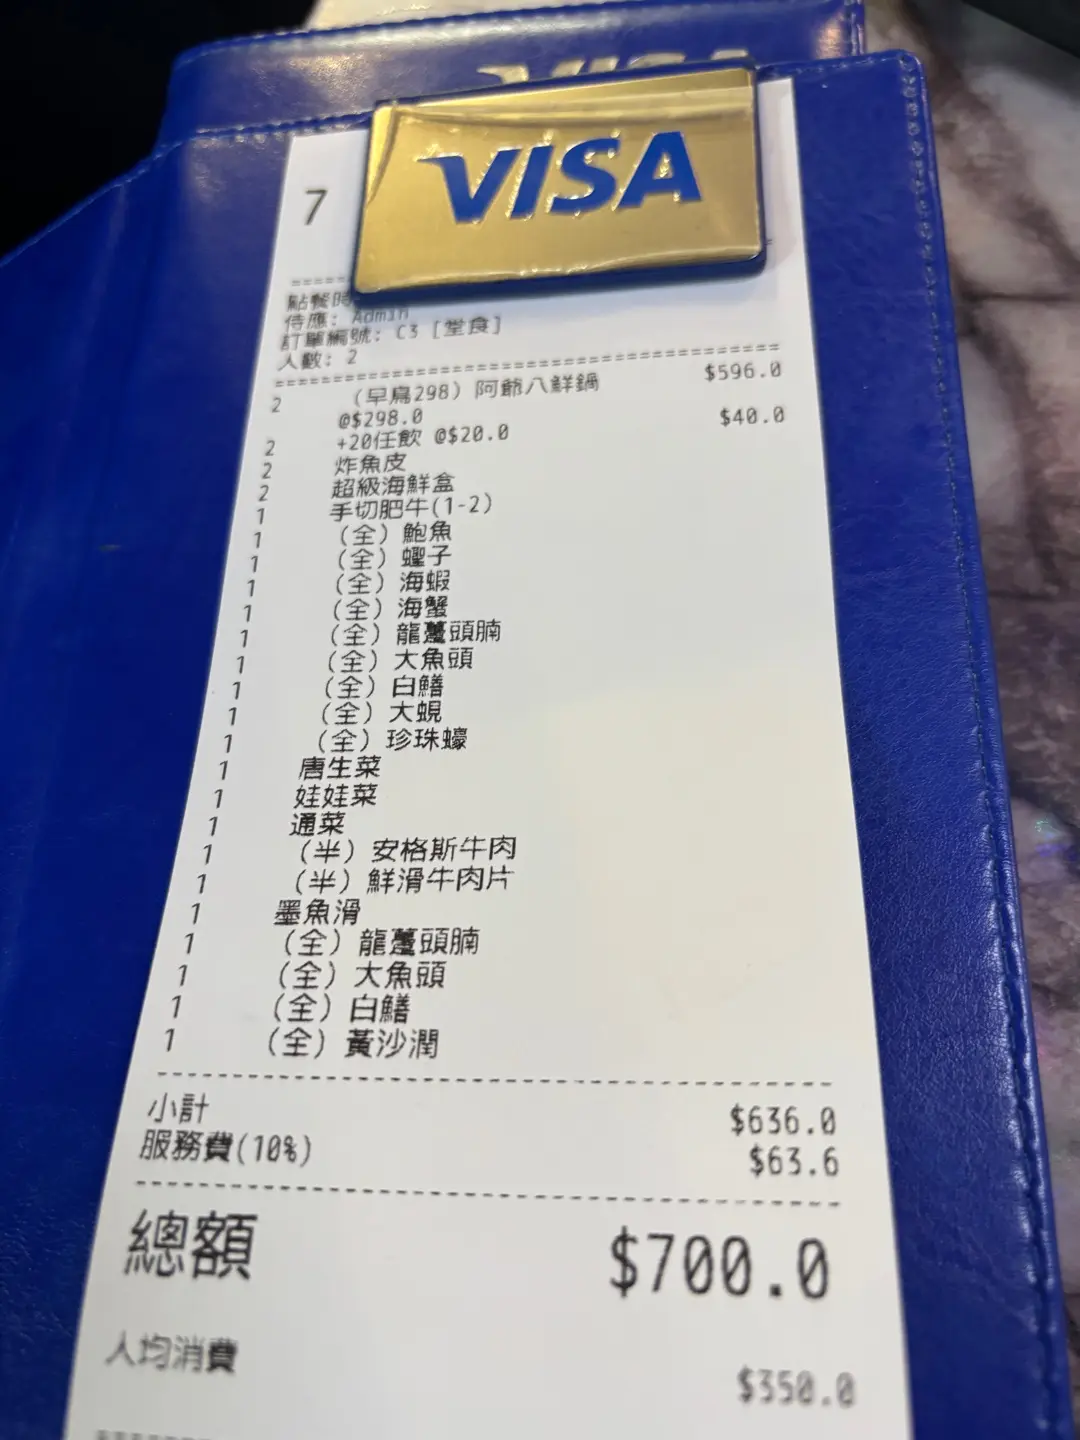 VISA
VISA
7
點餐時
侍應: Admin
訂單編號: C3 [堂食]
人數: 2
2 (早鳥298) 阿爺八鮮鍋 $596.0
@$298.0
2 +20任飲 @$20.0 $40.0
2 炸魚皮
2 超級海鮮盒
1 手切肥牛(1-2)
1 (全) 鮑魚
1 (全) 蟶子
1 (全) 海蝦
1 (全) 海蟹
1 (全) 龍躉頭腩
1 (全) 大魚頭
1 (全) 白鱔
1 (全) 大蜆
1 (全) 珍珠蠔
1 唐生菜
1 娃娃菜
1 通菜
1 (半) 安格斯牛肉
1 (半) 鮮滑牛肉片
1 墨魚滑
1 (全) 龍躉頭腩
1 (全) 大魚頭
1 (全) 白鱔
1 (全) 黃沙潤
小計 $636.0
服務費(10%) $63.6
總額 $700.0
人均消費 $350.0